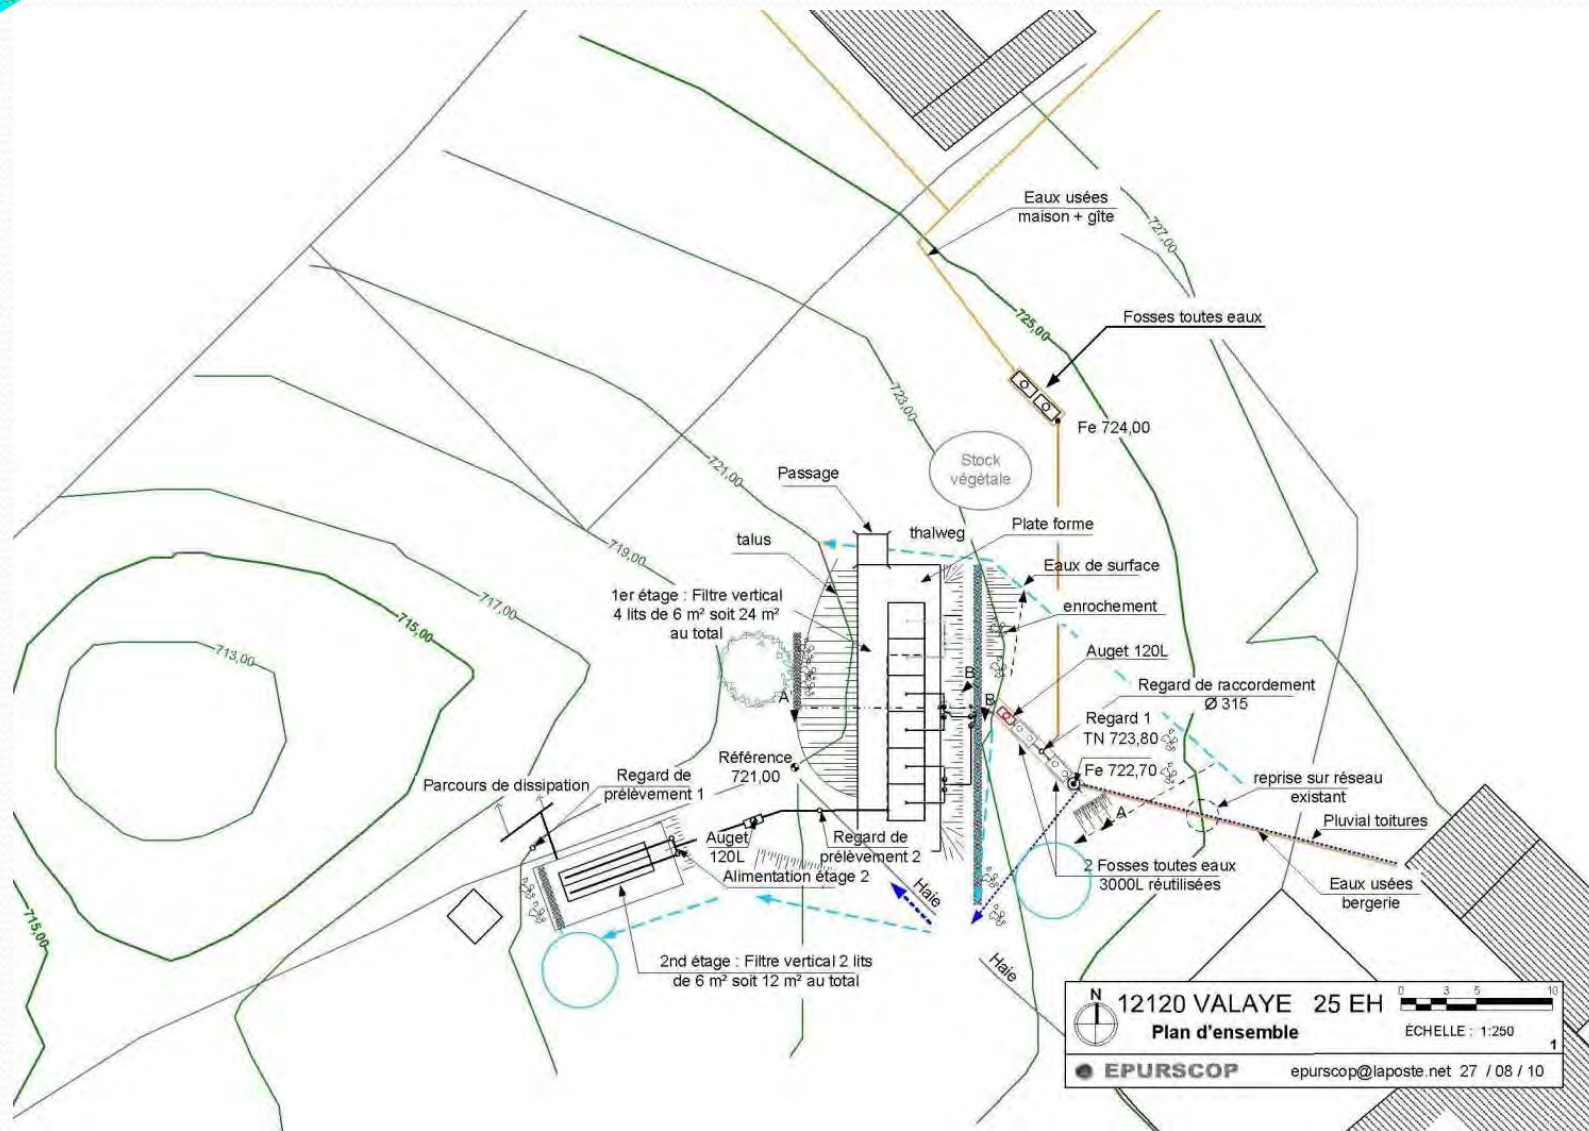 Eaux usées
maison + gîte
727,00
Fosses toutes eaux
725,00
Fe 724,00
723,00
Stock
végétale
721,00
Passage
thalweg
Plate forme
talus
719,00
Eaux de surface
1er étage : Filtre vertical
4 lits de 6 m² soit 24 m²
au total
enrochement
717,00
715,00
713,00
Auget 120L
B
A
B
Regard de raccordement
Ø 315
Regard 1
TN 723,80
Référence
721,00
Fe 722,70
Regard de
prélèvement 1
Parcours de dissipation
reprise sur réseau
existant
A
Pluvial toitures
Auget
120L
Regard de
prélèvement 2
Alimentation étage 2
2 Fosses toutes eaux
3000L réutilisées
Eaux usées
bergerie
Haie
715,00
2nd étage : Filtre vertical 2 lits
de 6 m² soit 12 m² au total
Haie
N
12120 VALAYE 25 EH
Plan d'ensemble
0 3 5 10
ÉCHELLE : 1:250
1
EPURSCOP
epurscop@laposte.net 27 / 08 / 10